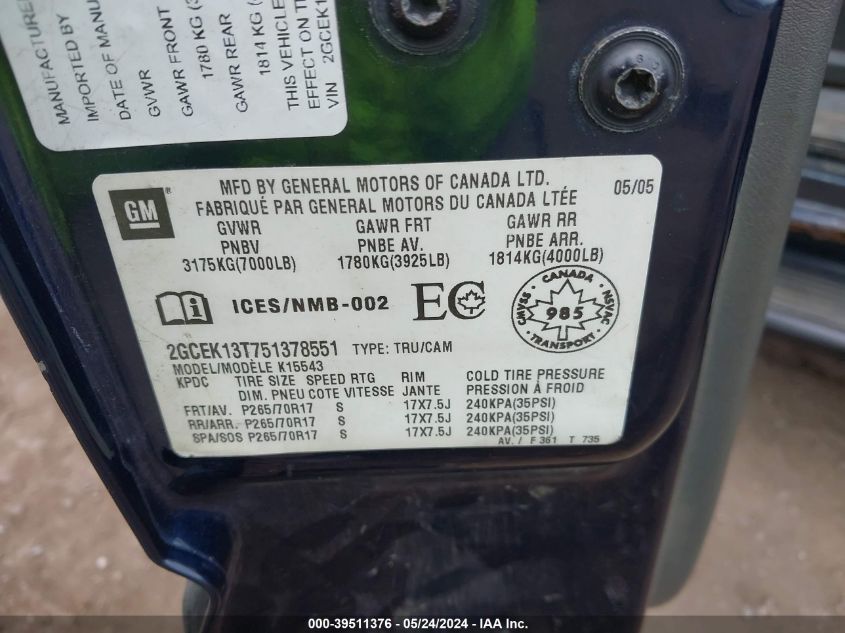 MANUFACTURE
IMPORTED BY
DATE OF MANU
GVWR
GAWR FRONT
1780 KG (3
GAWR REAR
1814 KG (
THIS VEHICLE
EFFECT ON T
VIN 2GCEK1
GM®
MFD BY GENERAL MOTORS OF CANADA LTD. 05/05
FABRIQUÉ PAR GENERAL MOTORS DU CANADA LTÉE
GVWR GAWR FRT GAWR RR
PNBV PNBE AV. PNBE ARR.
3175KG(7000LB) 1780KG(3925LB) 1814KG(4000LB)
i ICES/NMB-002 EC
CANADA
CMVSS 985 NSVAC
TRANSPORT
2GCEK13T751378551 TYPE: TRU/CAM
MODEL/MODÈLE K15543
KPDC TIRE SIZE SPEED RTG RIM COLD TIRE PRESSURE
DIM. PNEU COTE VITESSE JANTE PRESSION À FROID
FRT/AV. P265/70R17 S 17X7.5J 240KPA(35PSI)
RR/ARR. P265/70R17 S 17X7.5J 240KPA(35PSI)
SPA/SOS P265/70R17 S 17X7.5J 240KPA(35PSI)
AV. / F 361 T 735
000-39511376 - 05/24/2024 - IAA Inc.